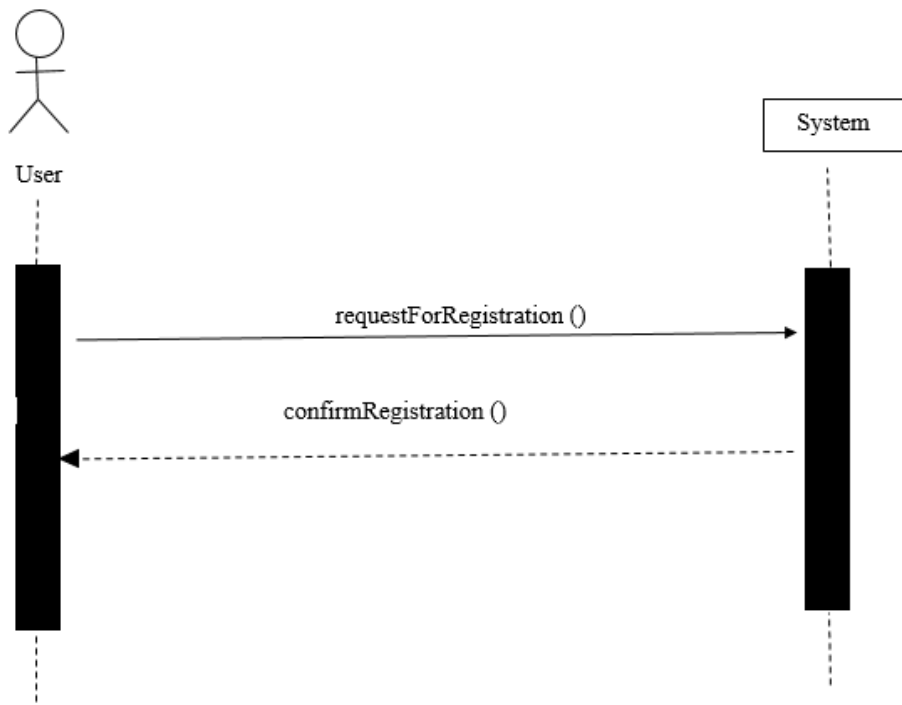 System
User
requestForRegistration ()
confirmRegistration ()